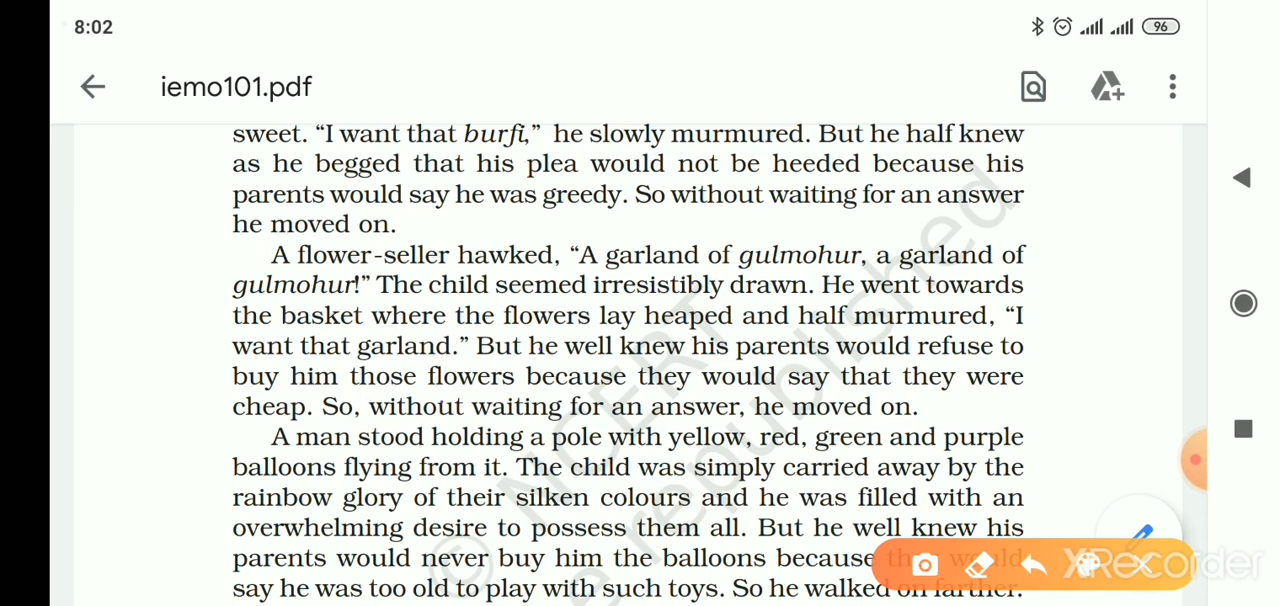 8:02
96
iemo101.pdf
sweet. “I want that burfi,” he slowly murmured. But he half knew
as he begged that his plea would not be heeded because his
parents would say he was greedy. So without waiting for an answer
he moved on.
A flower-seller hawked, “A garland of gulmohur, a garland of
gulmohur!” The child seemed irresistibly drawn. He went towards
the basket where the flowers lay heaped and half murmured, “I
want that garland.” But he well knew his parents would refuse to
buy him those flowers because they would say that they were
cheap. So, without waiting for an answer, he moved on.
A man stood holding a pole with yellow, red, green and purple
balloons flying from it. The child was simply carried away by the
rainbow glory of their silken colours and he was filled with an
overwhelming desire to possess them all. But he well knew his
parents would never buy him the balloons because they would
say he was too old to play with such toys. So he walked on farther.
© NCERT
republished
XRecorder